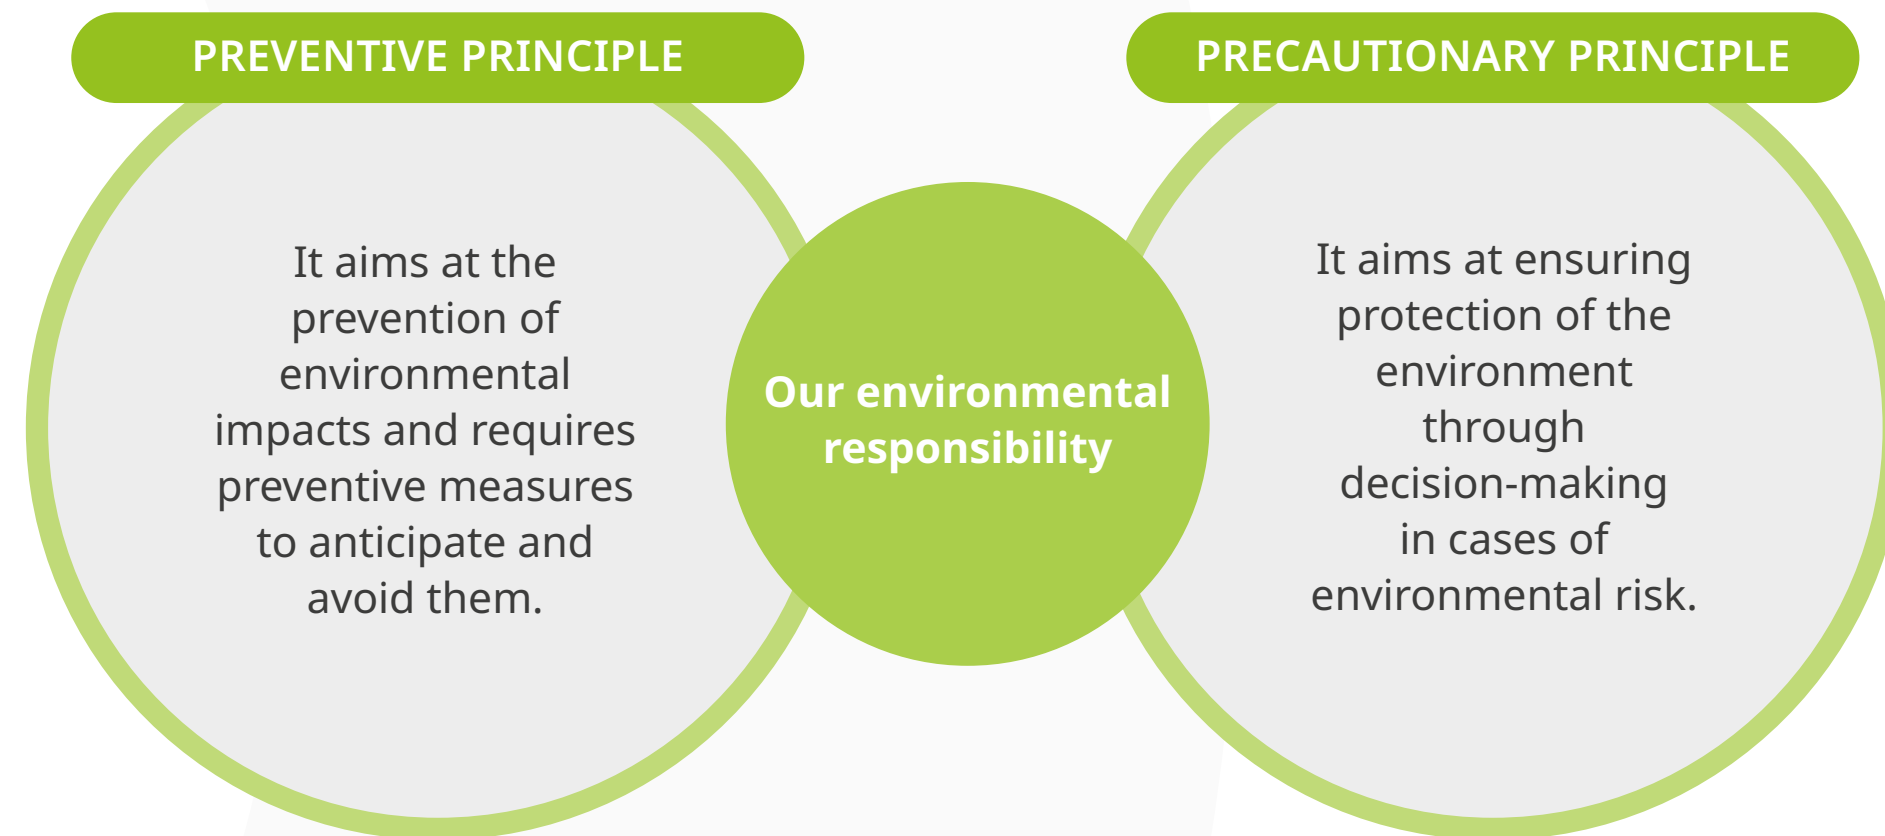 PREVENTIVE PRINCIPLE
It aims at the
prevention of
environmental
impacts and requires
preventive measures
to anticipate and
avoid them.
Our environmental
responsibility
PRECAUTIONARY PRINCIPLE
It aims at ensuring
protection of the
environment
through
decision-making
in cases of
environmental risk.